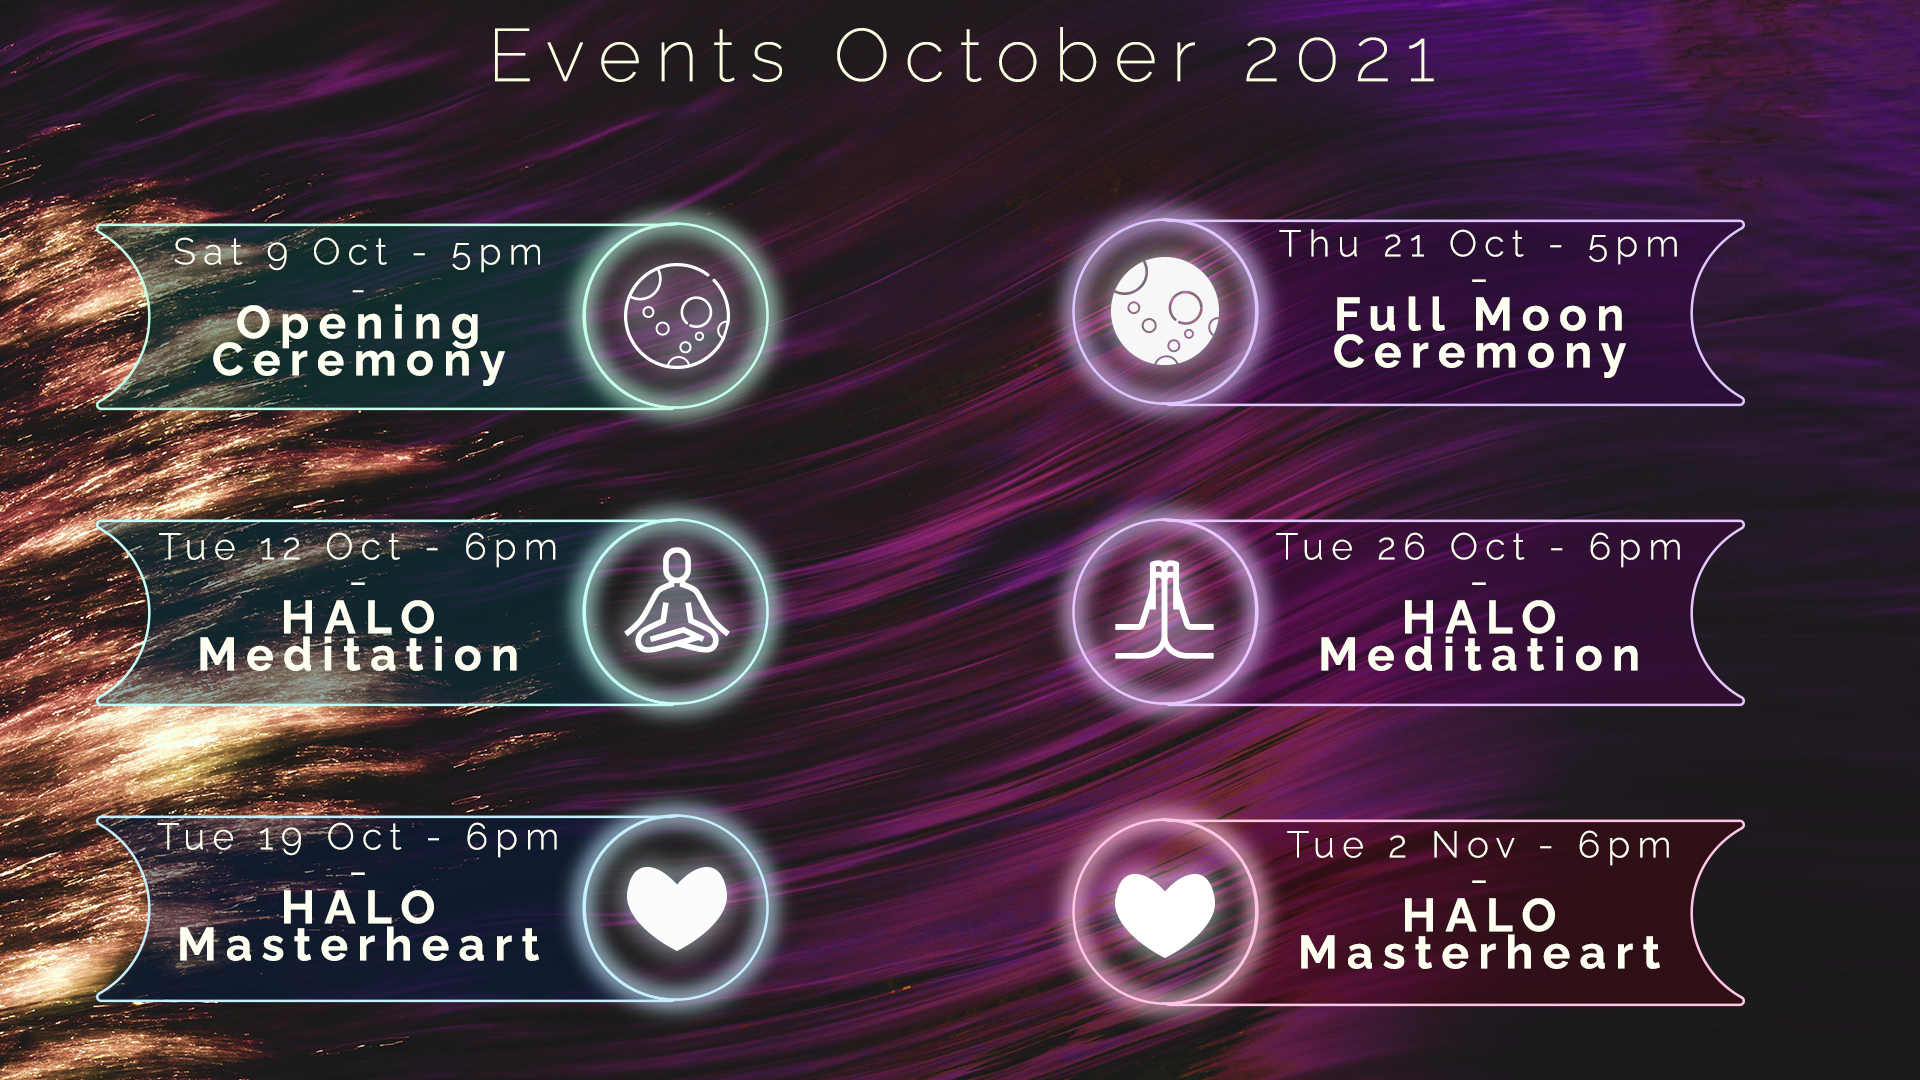 Events October 2021
Sat 9 Oct - 5pm
-
Opening
Ceremony
Tue 12 Oct - 6pm
-
HALO
Meditation
Tue 19 Oct - 6pm
-
HALO
Masterheart
Thu 21 Oct - 5pm
-
Full Moon
Ceremony
Tue 26 Oct - 6pm
-
HALO
Meditation
Tue 2 Nov - 6pm
-
HALO
Masterheart